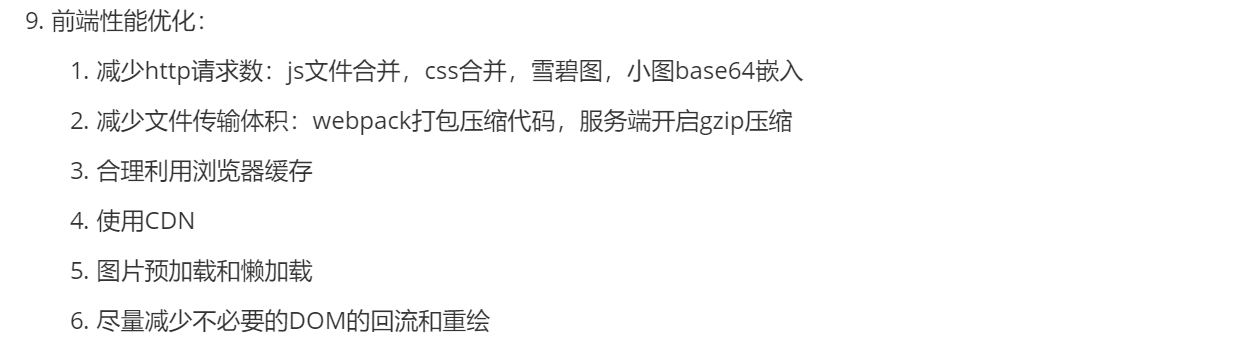 9. 前端性能优化：
1. 减少http请求数：js文件合并，css合并，雪碧图，小图base64嵌入
2. 减少文件传输体积：webpack打包压缩代码，服务端开启gzip压缩
3. 合理利用浏览器缓存
4. 使用CDN
5. 图片预加载和懒加载
6. 尽量减少不必要的DOM的回流和重绘